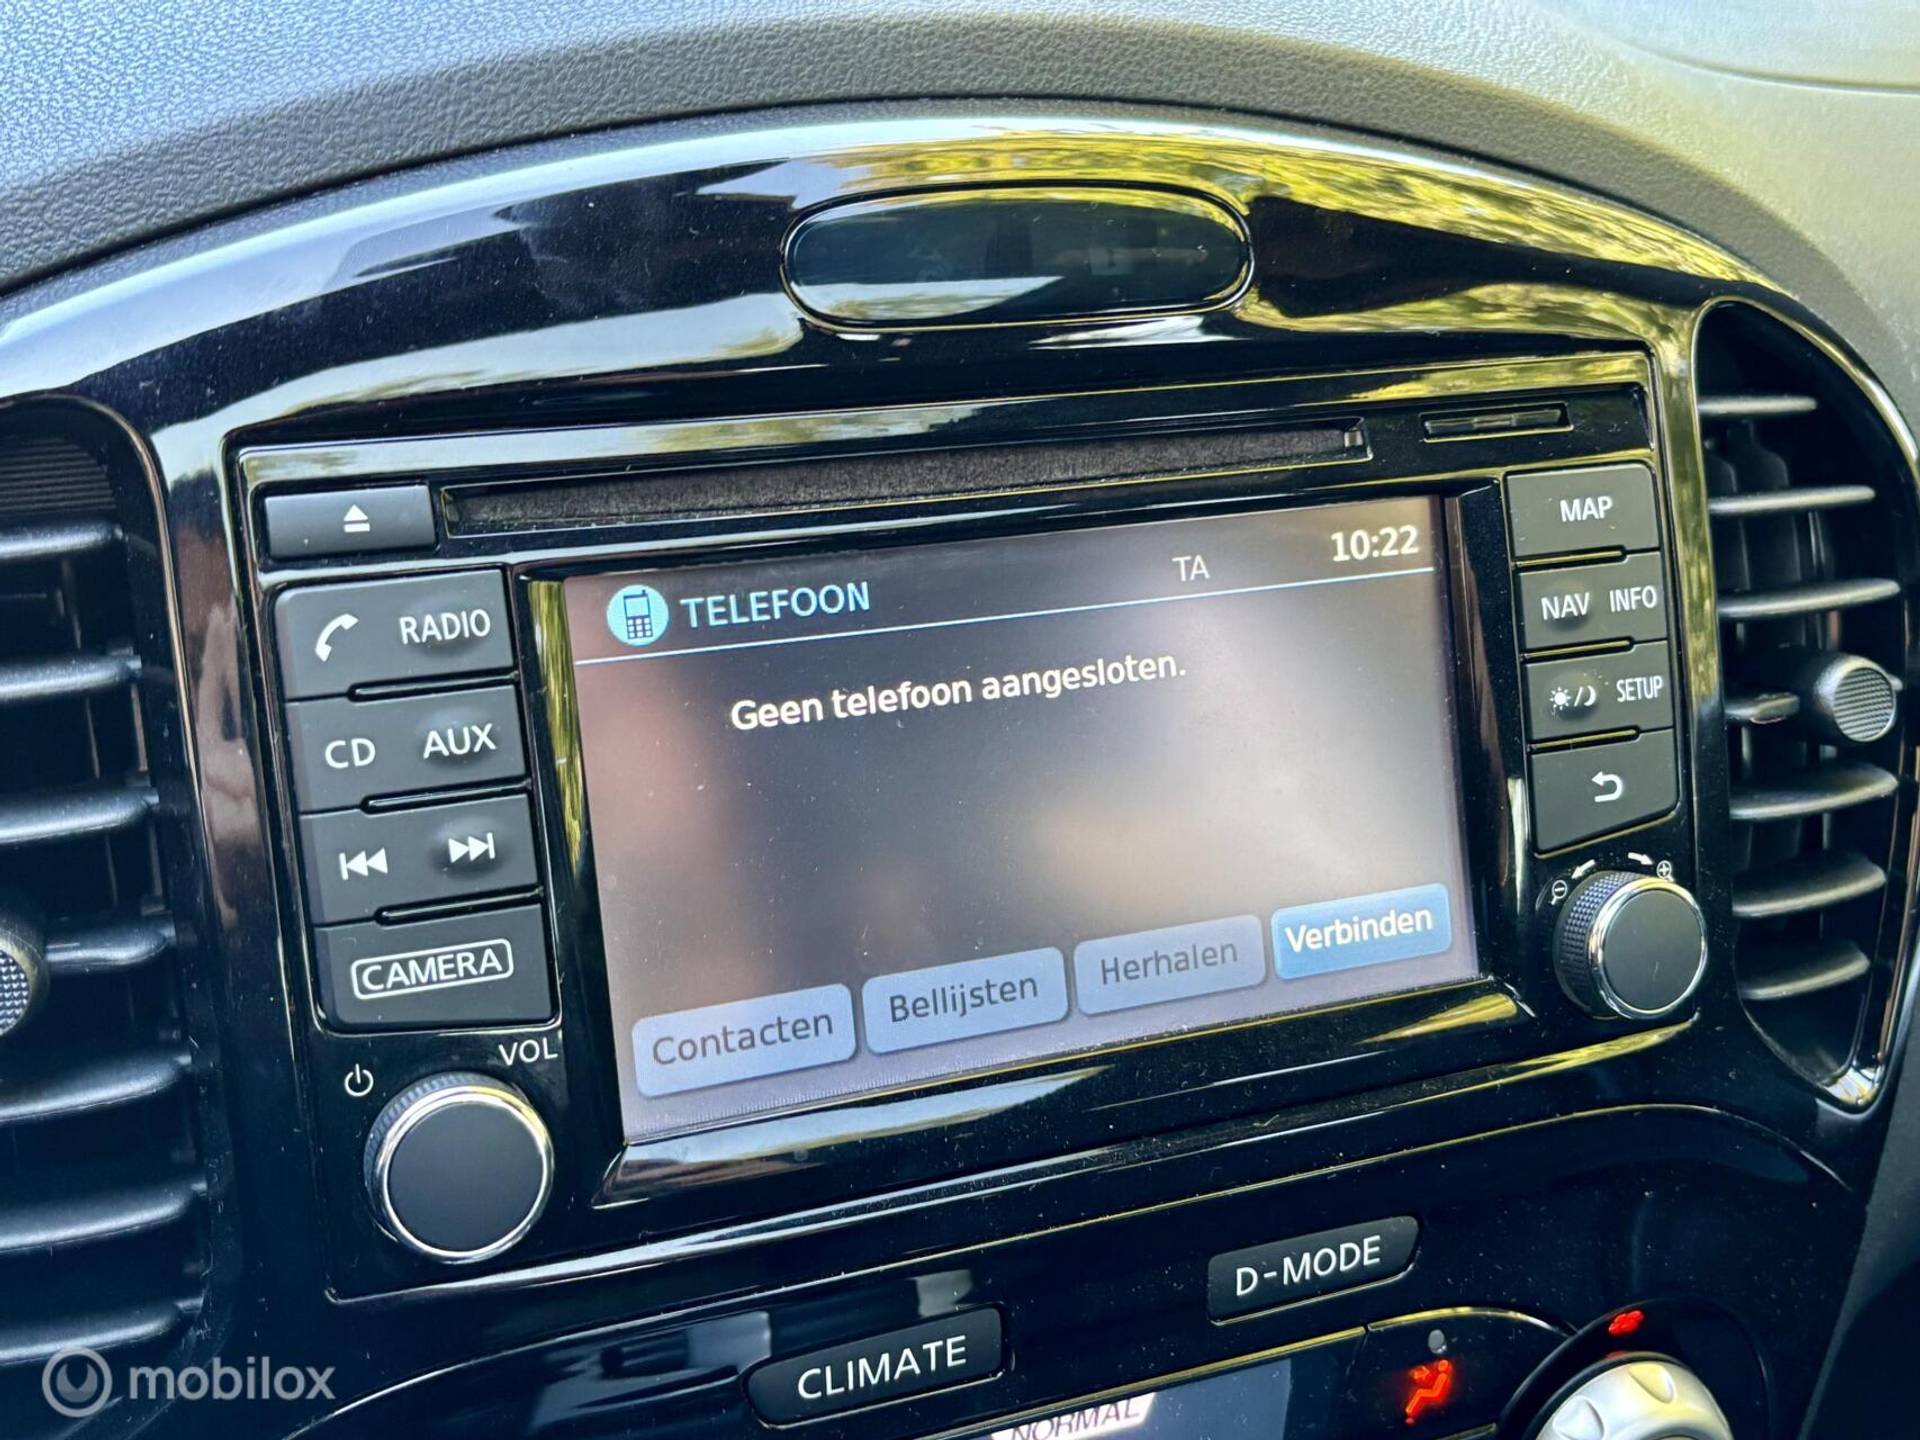 MAP
TELEFOON TA 10:22
RADIO
NAV INFO
Geen telefoon aangesloten.
CD AUX
SETUP
CAMERA
Contacten Bellijsten Herhalen Verbinden
VOL
D-MODE
CLIMATE
NORMAL
mobilox